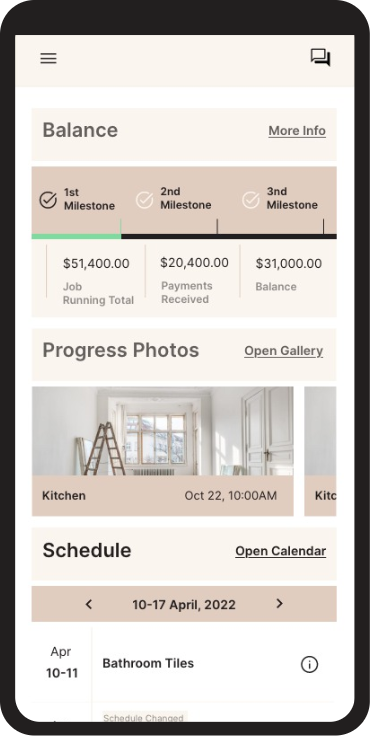 Balance
More Info
1st
Milestone
2nd
Milestone
3nd
Milestone
$51,400.00
Job
Running Total
$20,400.00
Payments
Received
$31,000.00
Balance
Progress Photos
Open Gallery
Kitchen
Oct 22, 10:00AM
Kitc
Schedule
Open Calendar
10-17 April, 2022
Apr
10-11
Bathroom Tiles
Schedule Changed